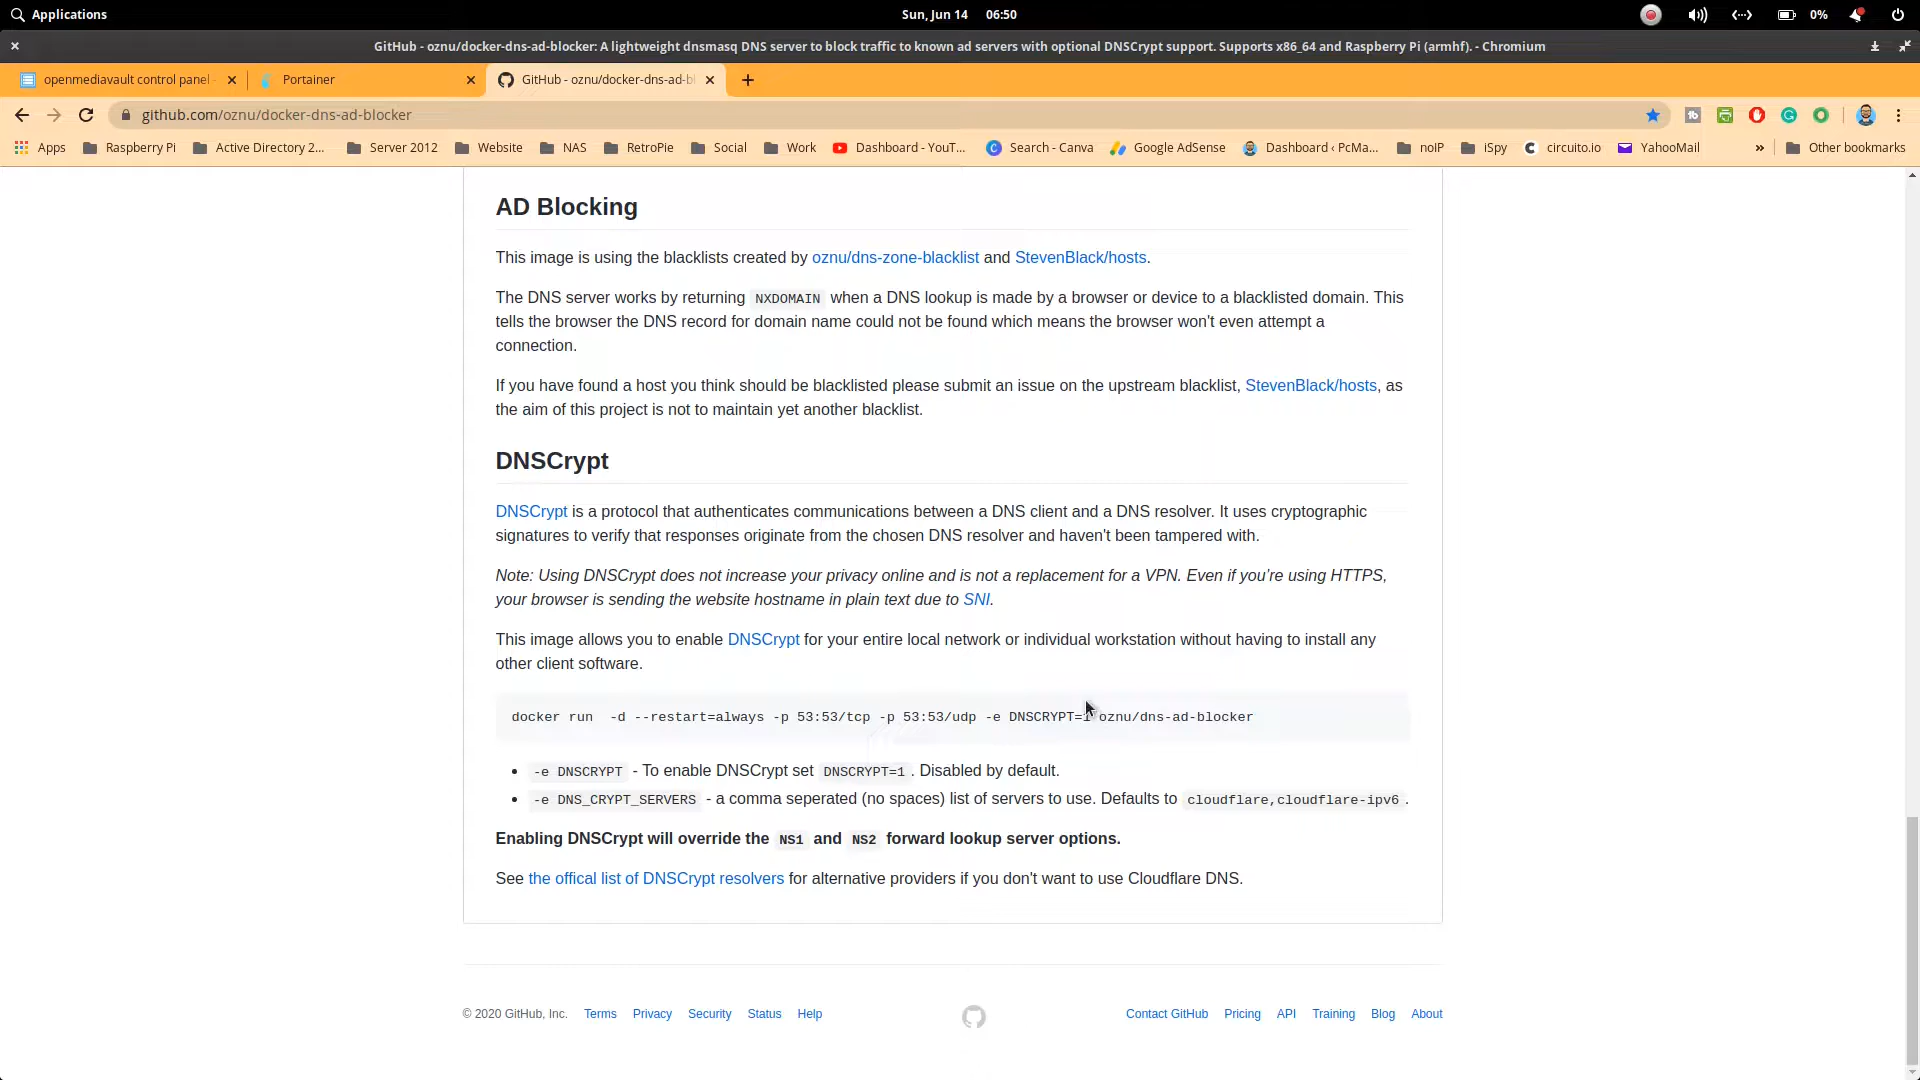 Applications
Sun, Jun 14 06:50
0%
GitHub - oznu/docker-dns-ad-blocker: A lightweight dnsmasq DNS server to block traffic to known ad servers with optional DNSCrypt support. Supports x86_64 and Raspberry Pi (armhf). - Chromium
openmediavault control panel
Portainer
GitHub - oznu/docker-dns-ad-bl
github.com/oznu/docker-dns-ad-blocker
Apps Raspberry Pi Active Directory 2... Server 2012 Website NAS RetroPie Social Work Dashboard - YouT... Search - Canva Google AdSense Dashboard ‹ PcMa... noIP iSpy circuito.io YahooMail » Other bookmarks
AD Blocking
This image is using the blacklists created by oznu/dns-zone-blacklist and StevenBlack/hosts.
The DNS server works by returning NXDOMAIN when a DNS lookup is made by a browser or device to a blacklisted domain. This
tells the browser the DNS record for domain name could not be found which means the browser won't even attempt a
connection.
If you have found a host you think should be blacklisted please submit an issue on the upstream blacklist, StevenBlack/hosts, as
the aim of this project is not to maintain yet another blacklist.
DNSCrypt
DNSCrypt is a protocol that authenticates communications between a DNS client and a DNS resolver. It uses cryptographic
signatures to verify that responses originate from the chosen DNS resolver and haven't been tampered with.
Note: Using DNSCrypt does not increase your privacy online and is not a replacement for a VPN. Even if you're using HTTPS,
your browser is sending the website hostname in plain text due to SNI.
This image allows you to enable DNSCrypt for your entire local network or individual workstation without having to install any
other client software.
docker run  -d --restart=always -p 53:53/tcp -p 53:53/udp -e DNSCRYPT=1 oznu/dns-ad-blocker
• -e DNSCRYPT - To enable DNSCrypt set DNSCRYPT=1. Disabled by default.
• -e DNS_CRYPT_SERVERS - a comma seperated (no spaces) list of servers to use. Defaults to cloudflare,cloudflare-ipv6.
Enabling DNSCrypt will override the NS1 and NS2 forward lookup server options.
See the offical list of DNSCrypt resolvers for alternative providers if you don't want to use Cloudflare DNS.
© 2020 GitHub, Inc. Terms Privacy Security Status Help
Contact GitHub Pricing API Training Blog About